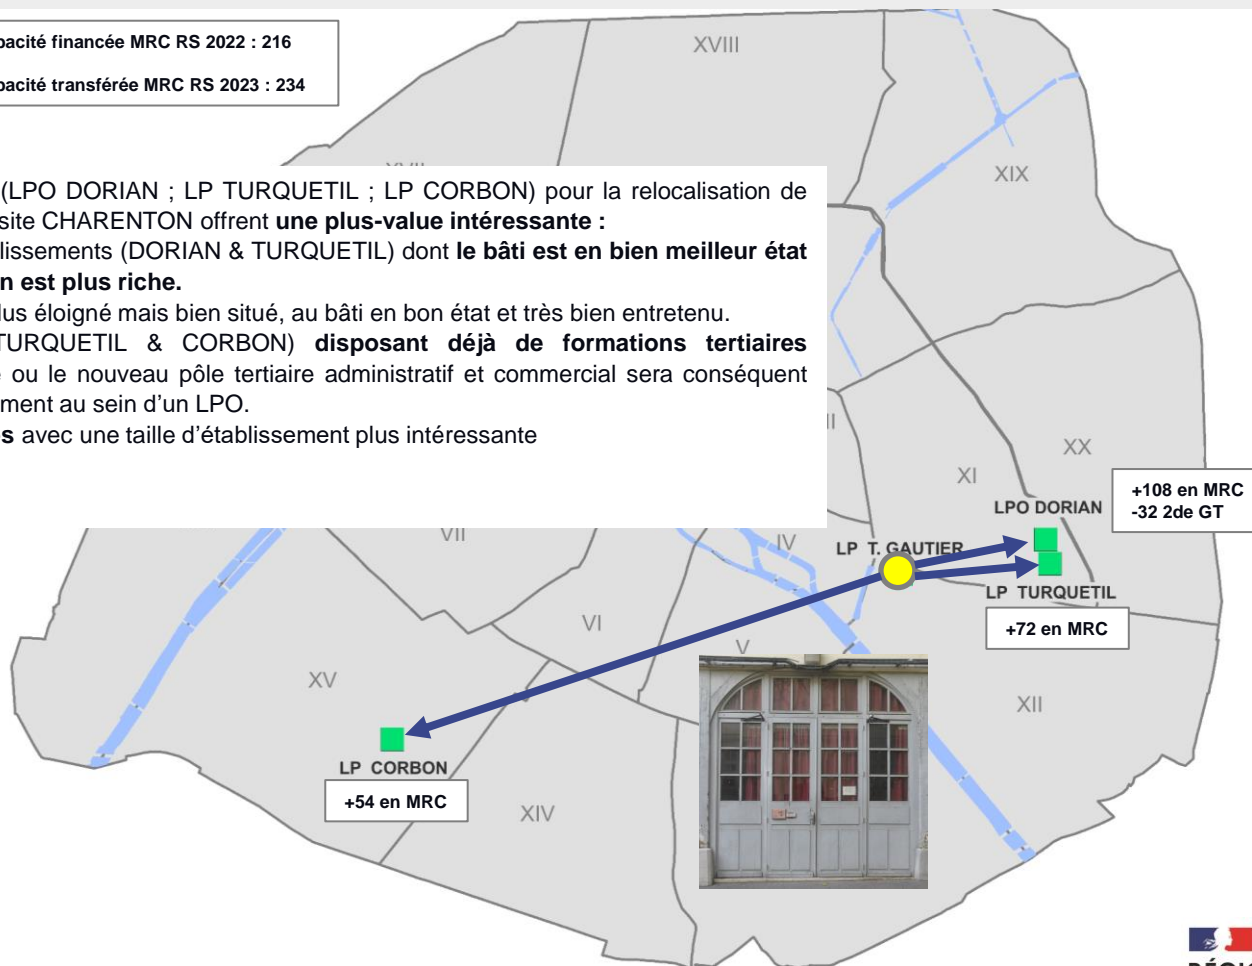 pacité financée MRC RS 2022 : 216
pacité transférée MRC RS 2023 : 234
XVIII
XIX
(LPO DORIAN ; LP TURQUETIL ; LP CORBON) pour la relocalisation de
site CHARENTON offrent une plus-value intéressante :
lissements (DORIAN & TURQUETIL) dont le bâti est en bien meilleur état
n est plus riche.
lus éloigné mais bien situé, au bâti en bon état et très bien entretenu.
TURQUETIL & CORBON) disposant déjà de formations tertiaires
ou le nouveau pôle tertiaire administratif et commercial sera conséquent
ment au sein d'un LPO.
s avec une taille d'établissement plus intéressante
XX
XI
+108 en MRC
-32 2de GT
LPO DORIAN
VII
IV
LP T. GAUTIER
LP TURQUETIL
+72 en MRC
VI
V
XV
XII
LP CORBON
+54 en MRC
XIV